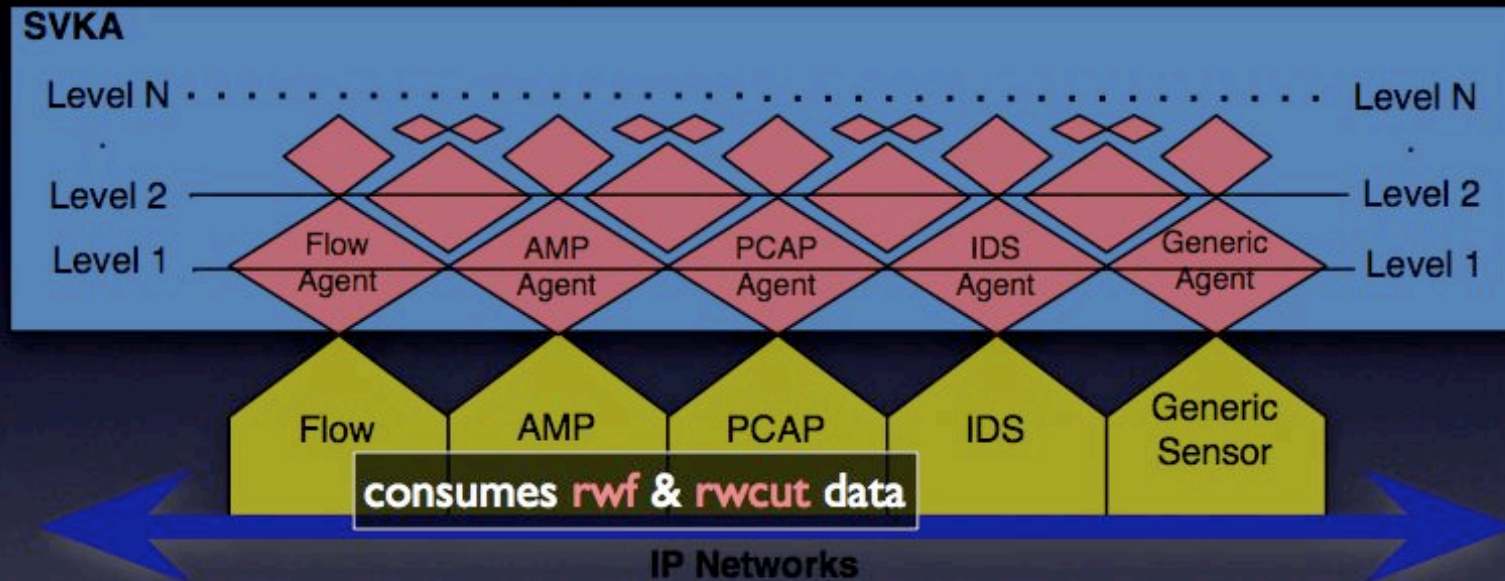 SVKA
Level N Level N
Level 2 Level 2
Level 1 Level 1
Flow Agent
AMP Agent
PCAP Agent
IDS Agent
Generic Agent
Flow
AMP
PCAP
IDS
Generic
Sensor
consumes rwf & rwcut data
IP Networks